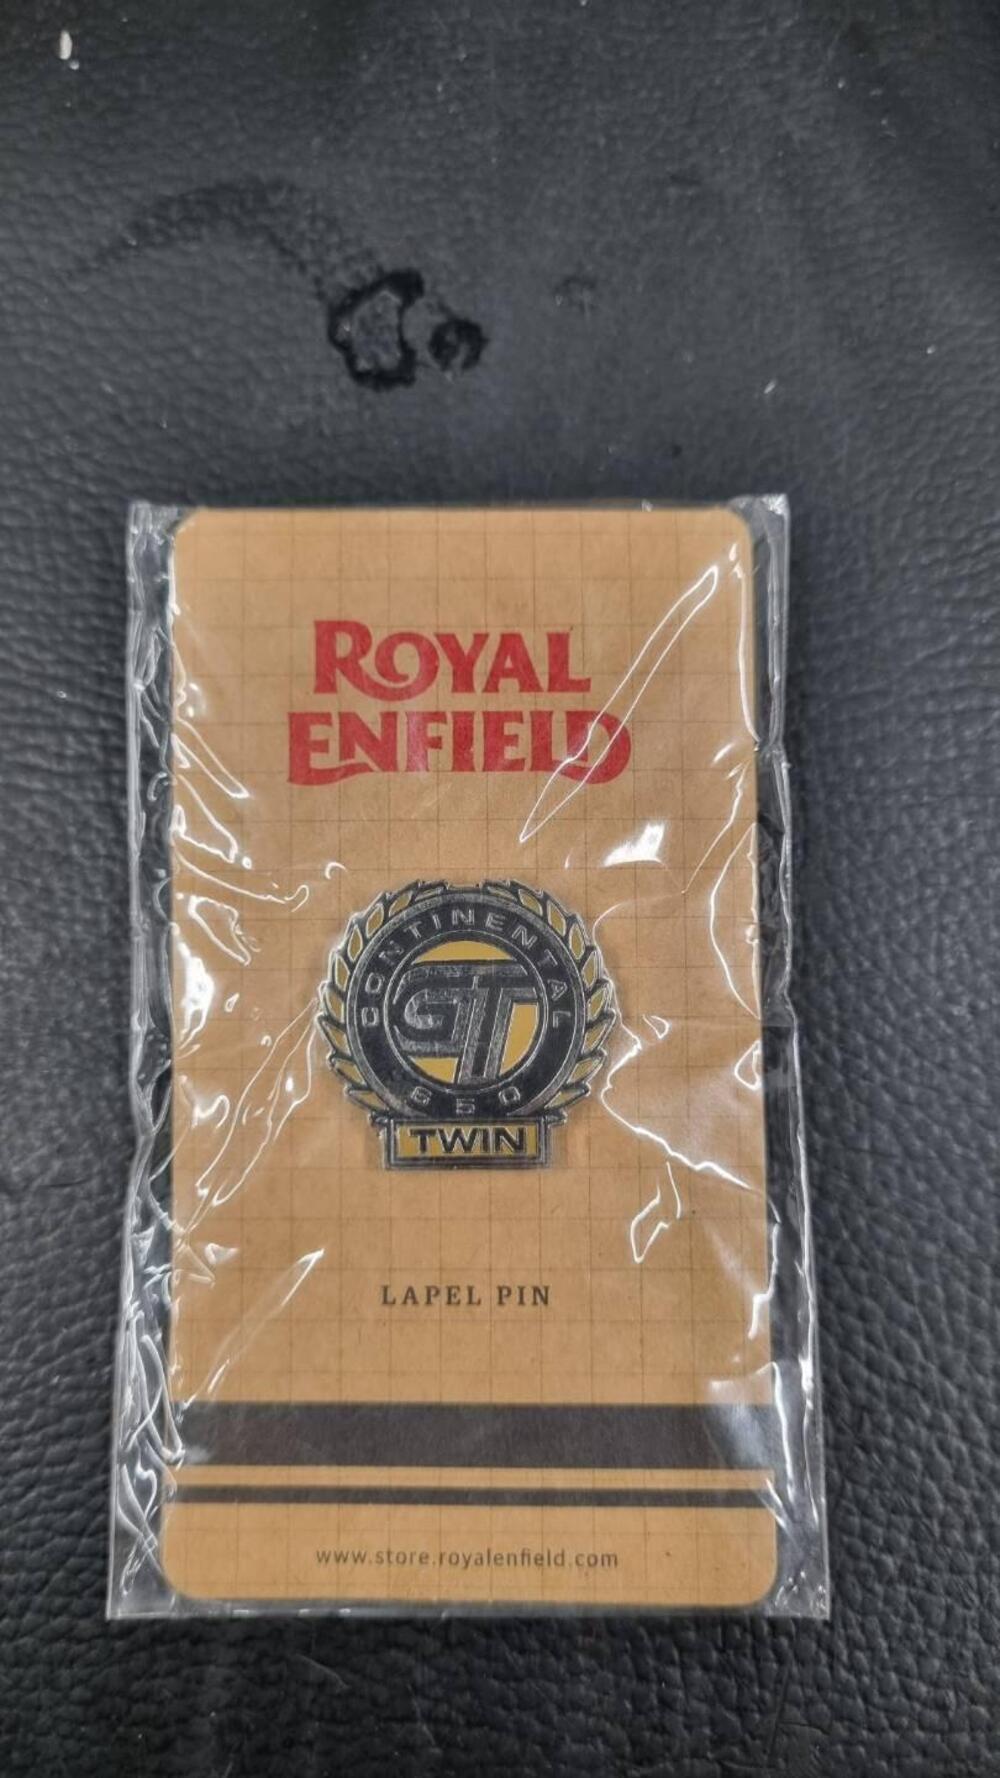 ROYAL
ENFIELD
CONTINENTAL
GT
650
TWIN
LAPEL PIN
www.store.royalenfield.com